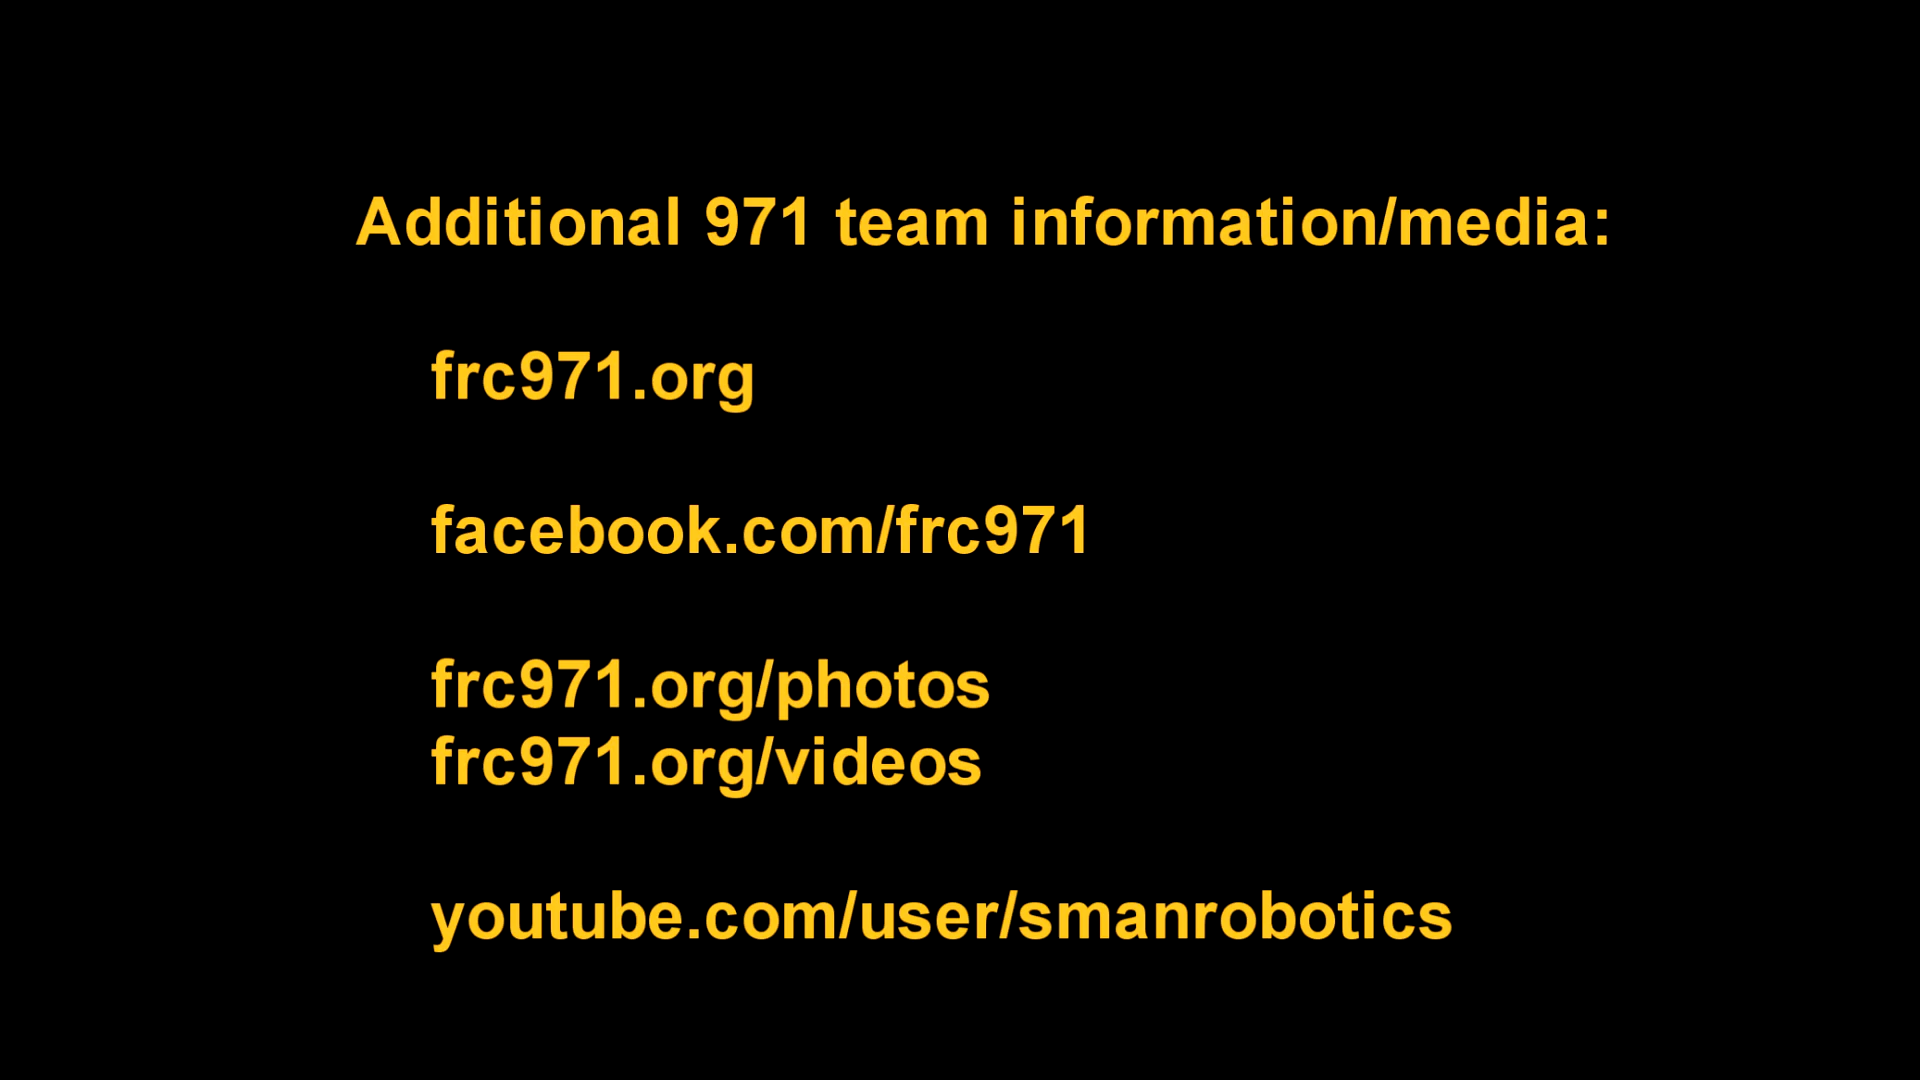 Additional 971 team information/media:
frc971.org
facebook.com/frc971
frc971.org/photos
frc971.org/videos
youtube.com/user/smanrobotics